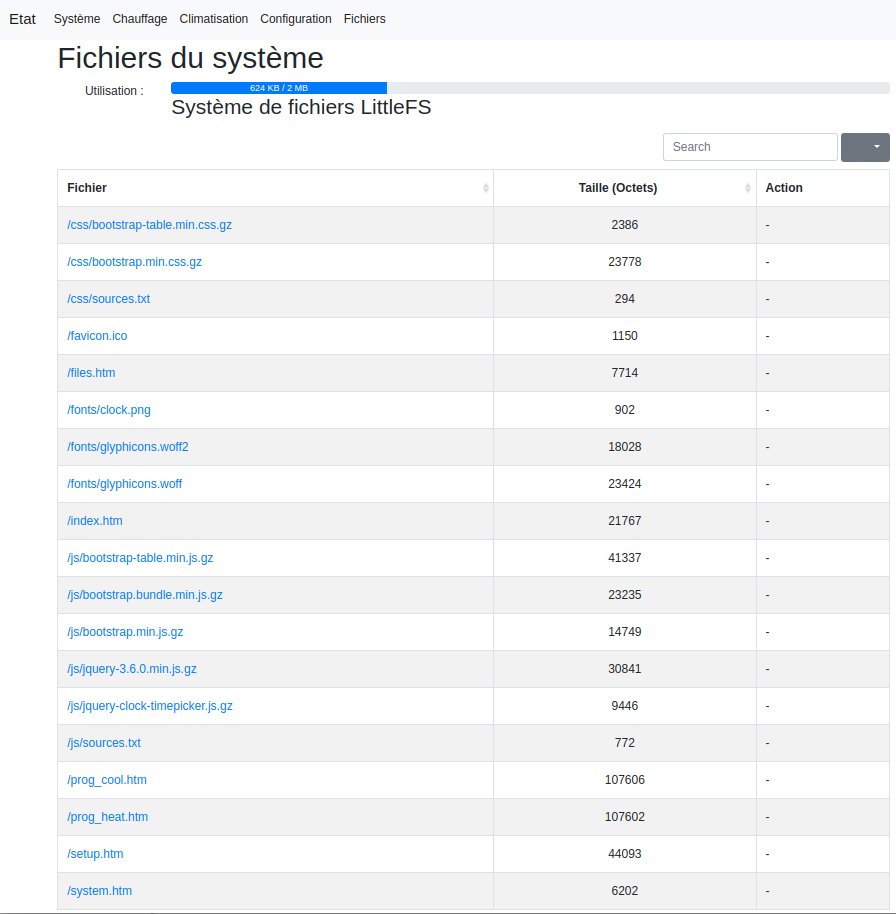 Etat Système Chauffage Climatisation Configuration Fichiers
Fichiers du système
Utilisation : 624 KB / 2 MB
Système de fichiers LittleFS
Search
Fichier Taille (Octets) Action
/css/bootstrap-table.min.css.gz 2386 -
/css/bootstrap.min.css.gz 23778 -
/css/sources.txt 294 -
/favicon.ico 1150 -
/files.htm 7714 -
/fonts/clock.png 902 -
/fonts/glyphicons.woff2 18028 -
/fonts/glyphicons.woff 23424 -
/index.htm 21767 -
/js/bootstrap-table.min.js.gz 41337 -
/js/bootstrap.bundle.min.js.gz 23235 -
/js/bootstrap.min.js.gz 14749 -
/js/jquery-3.6.0.min.js.gz 30841 -
/js/jquery-clock-timepicker.js.gz 9446 -
/js/sources.txt 772 -
/prog_cool.htm 107606 -
/prog_heat.htm 107602 -
/setup.htm 44093 -
/system.htm 6202 -